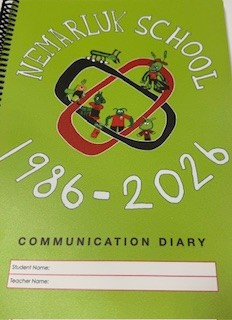 NEMARLUK SCHOOL
1986-2026
COMMUNICATION DIARY
Student Name:
Teacher Name: